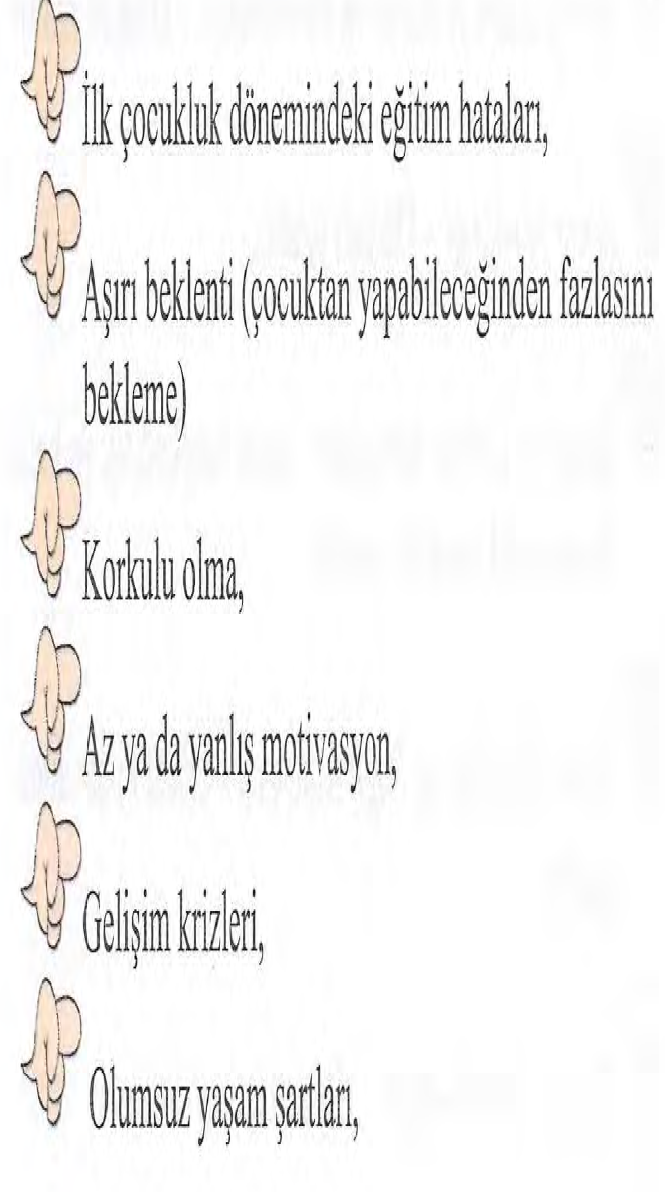 İlk çocukluk dönemindeki eğitim hataları,
Aşırı beklenti (çocuktan yapabileceğinden fazlasını
bekleme)
Korkulu olma,
Az ya da yanlış motivasyon,
Gelişim krizleri,
Olumsuz yaşam şartları,